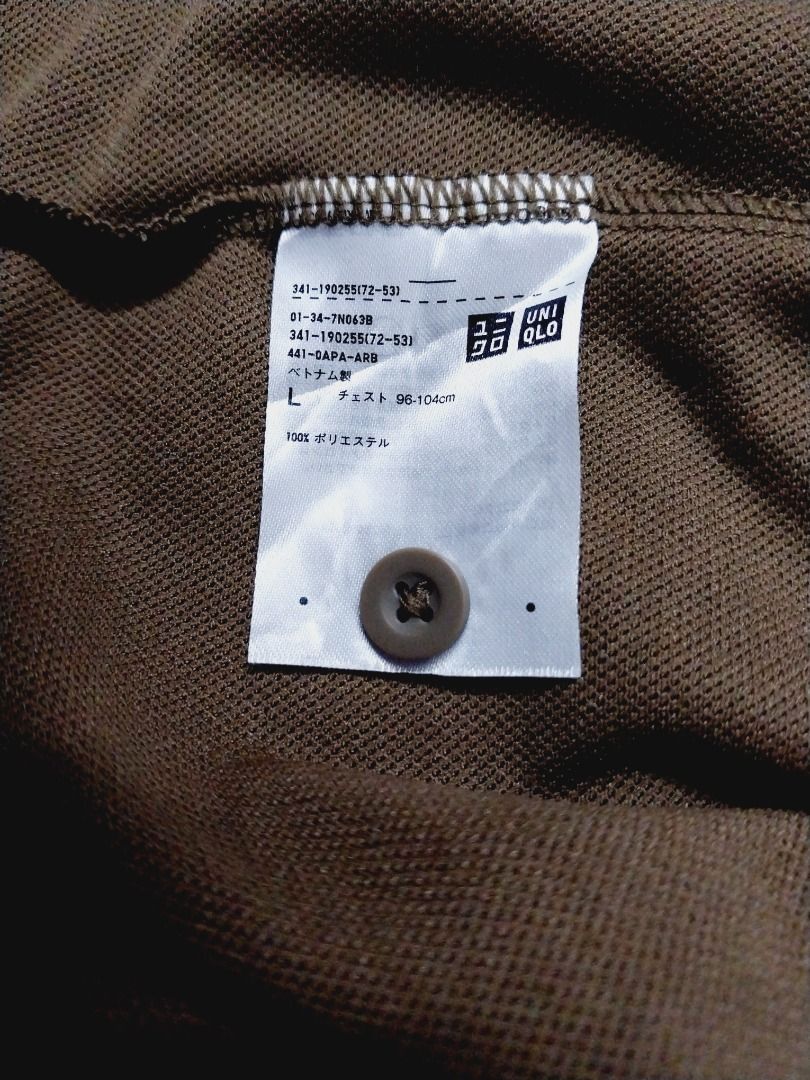 341-190255(72-53)
01-34-7N063B
341-190255(72-53)
441-0APA-ARB
ベトナム製
L チェスト 96-104cm
100% ポリエステル
ユニ
クロ
UNI
QLO